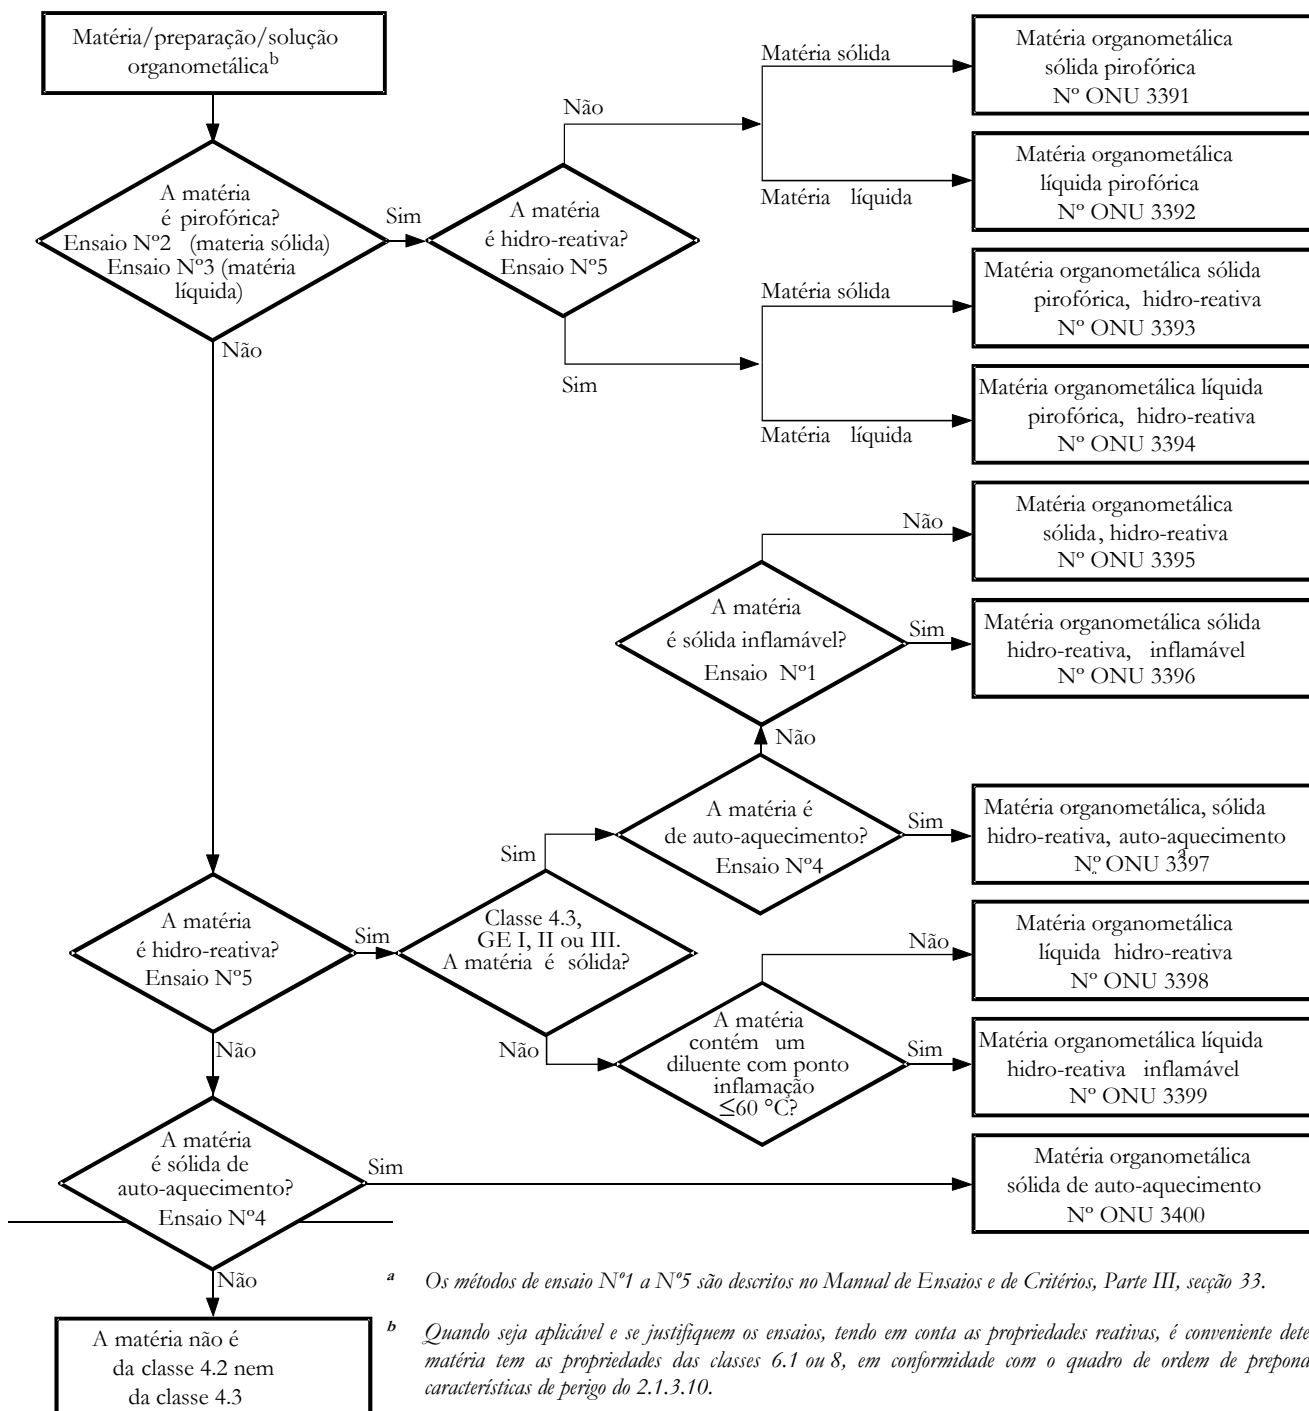 Matéria/preparação/solução
organometálica b
A matéria
é pirofórica?
Ensaio Nº2 (materia sólida)
Ensaio Nº3 (matéria
líquida)
Sim
Não
A matéria
é hidro-reativa?
Ensaio Nº5
Não
Sim
Matéria sólida
Matéria líquida
Matéria sólida
Matéria líquida
Matéria organometálica
sólida pirofórica
Nº ONU 3391
Matéria organometálica
líquida pirofórica
Nº ONU 3392
Matéria organometálica sólida
pirofórica, hidro-reativa
Nº ONU 3393
Matéria organometálica líquida
pirofórica, hidro-reativa
Nº ONU 3394
Matéria organometálica
sólida, hidro-reativa
Nº ONU 3395
Não
A matéria
é sólida inflamável?
Ensaio Nº1
Sim
Matéria organometálica sólida
hidro-reativa, inflamável
Nº ONU 3396
Não
A matéria é
de auto-aquecimento?
Ensaio Nº4
Sim
Matéria organometálica, sólida
hidro-reativa, auto-aquecimento
Nº ONU 3397
Sim
A matéria
é hidro-reativa?
Ensaio Nº5
Sim
Classe 4.3,
GE I, II ou III.
A matéria é sólida?
Não
Não
Matéria organometálica
líquida hidro-reativa
Nº ONU 3398
A matéria
contém um
diluente com ponto
inflamação
≤60 °C?
Sim
Matéria organometálica líquida
hidro-reativa inflamável
Nº ONU 3399
Não
A matéria
é sólida de
auto-aquecimento?
Ensaio Nº4
Sim
Matéria organometálica
sólida de auto-aquecimento
Nº ONU 3400
Não
A matéria não é
da classe 4.2 nem
da classe 4.3
a Os métodos de ensaio Nº1 a Nº5 são descritos no Manual de Ensaios e de Critérios, Parte III, secção 33.
b Quando seja aplicável e se justifiquem os ensaios, tendo em conta as propriedades reativas, é conveniente dete
matéria tem as propriedades das classes 6.1 ou 8, em conformidade com o quadro de ordem de prepond
características de perigo do 2.1.3.10.